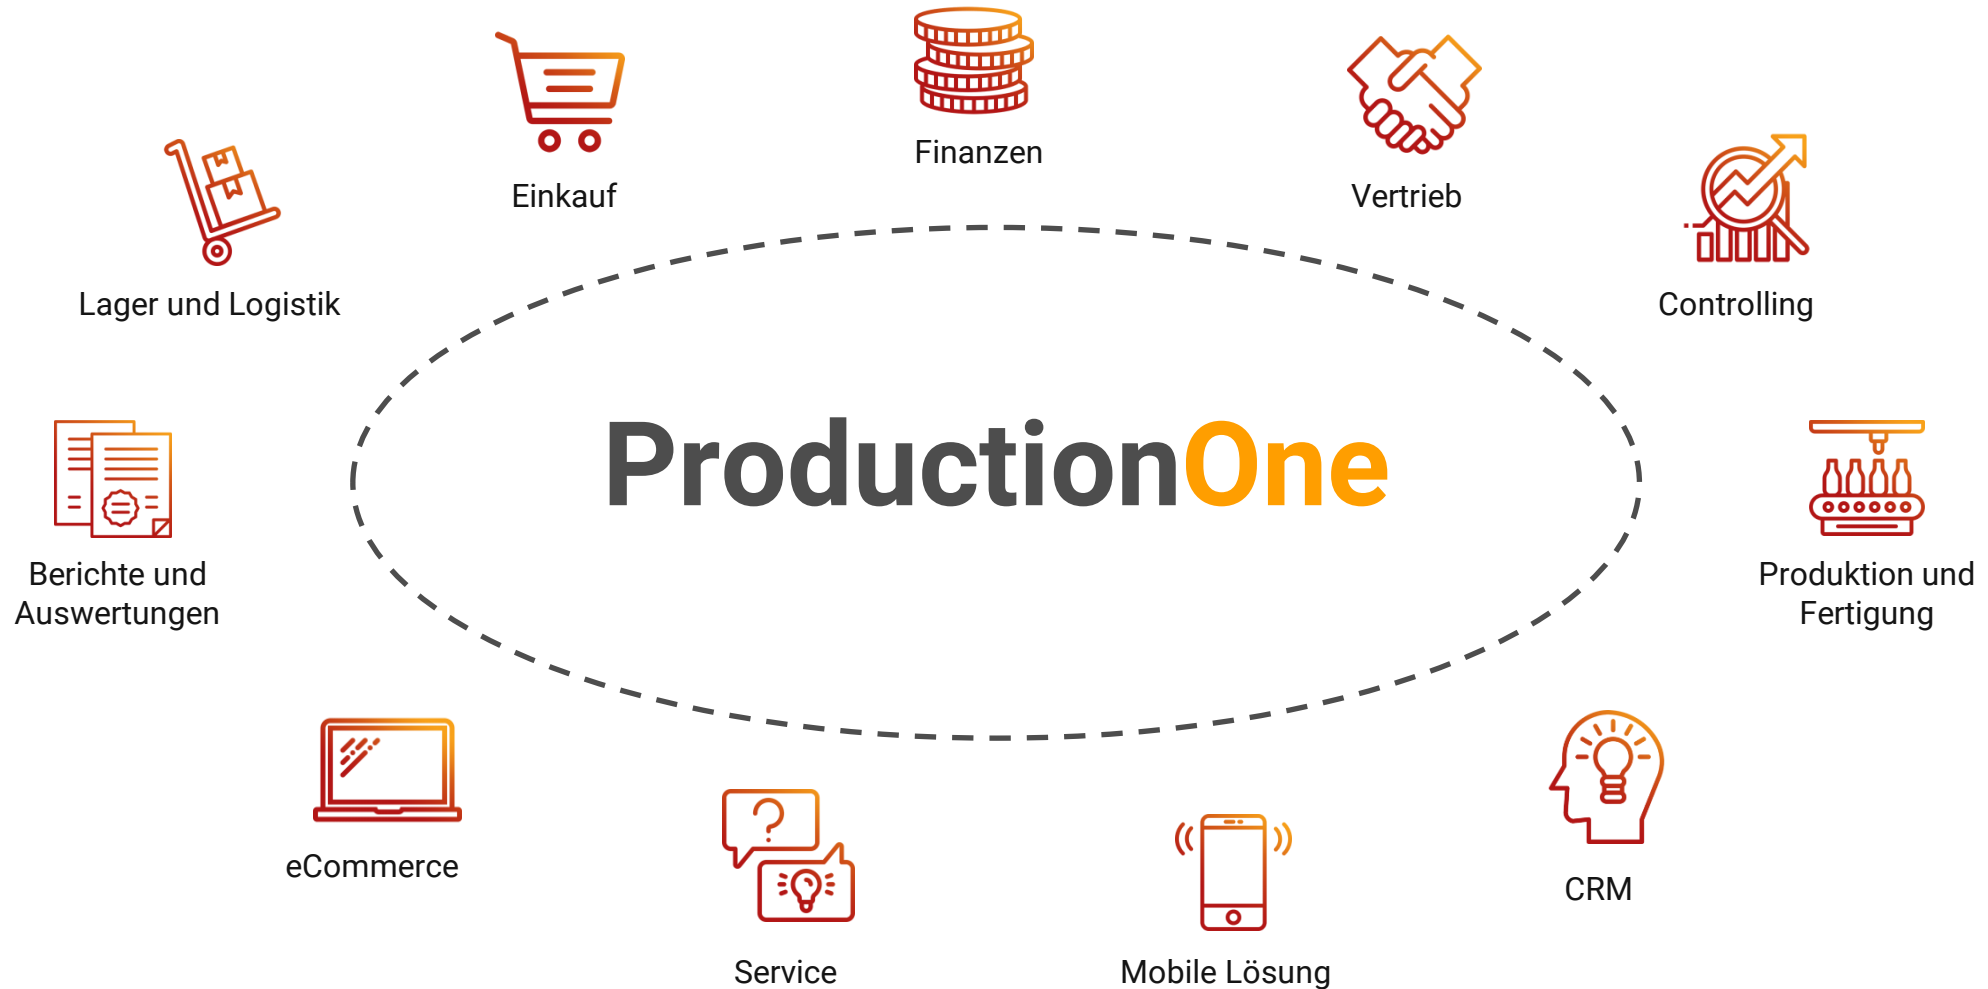 Finanzen
Einkauf
Vertrieb
Lager und Logistik
Controlling
ProductionOne
Berichte und
Auswertungen
Produktion und
Fertigung
eCommerce
CRM
Service
Mobile Lösung